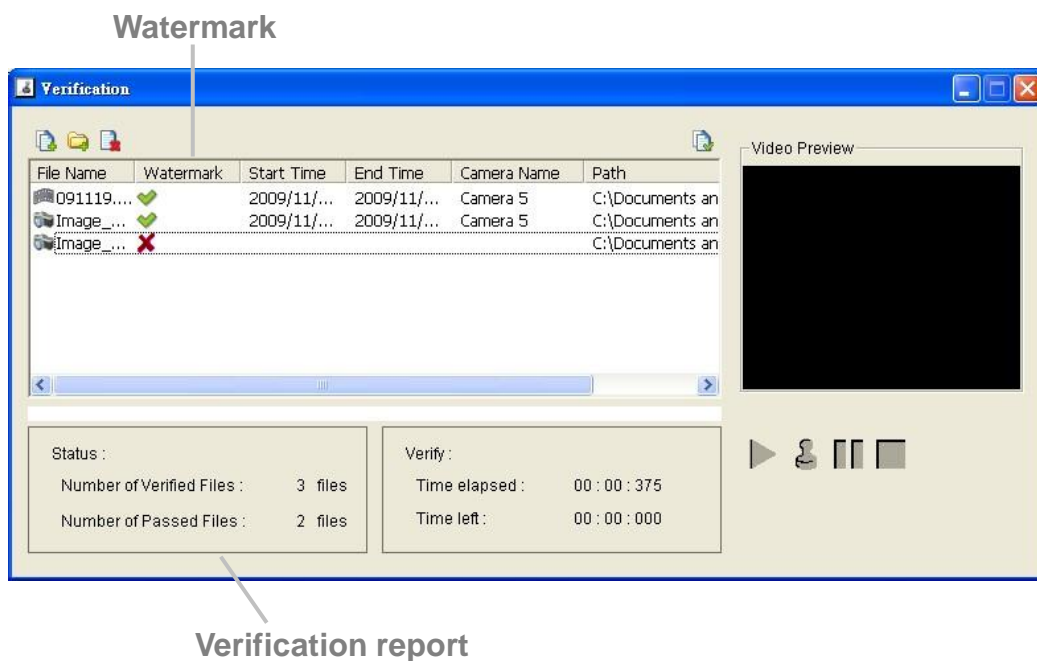 Watermark
Verification
Video Preview
File Name Watermark Start Time End Time Camera Name Path
091119.... 2009/11/... 2009/11/... Camera 5 C:\Documents an
Image_... 2009/11/... 2009/11/... Camera 5 C:\Documents an
Image_... C:\Documents an
Status :
Number of Verified Files : 3 files
Number of Passed Files : 2 files
Verify :
Time elapsed : 00 : 00 : 375
Time left : 00 : 00 : 000
Verification report